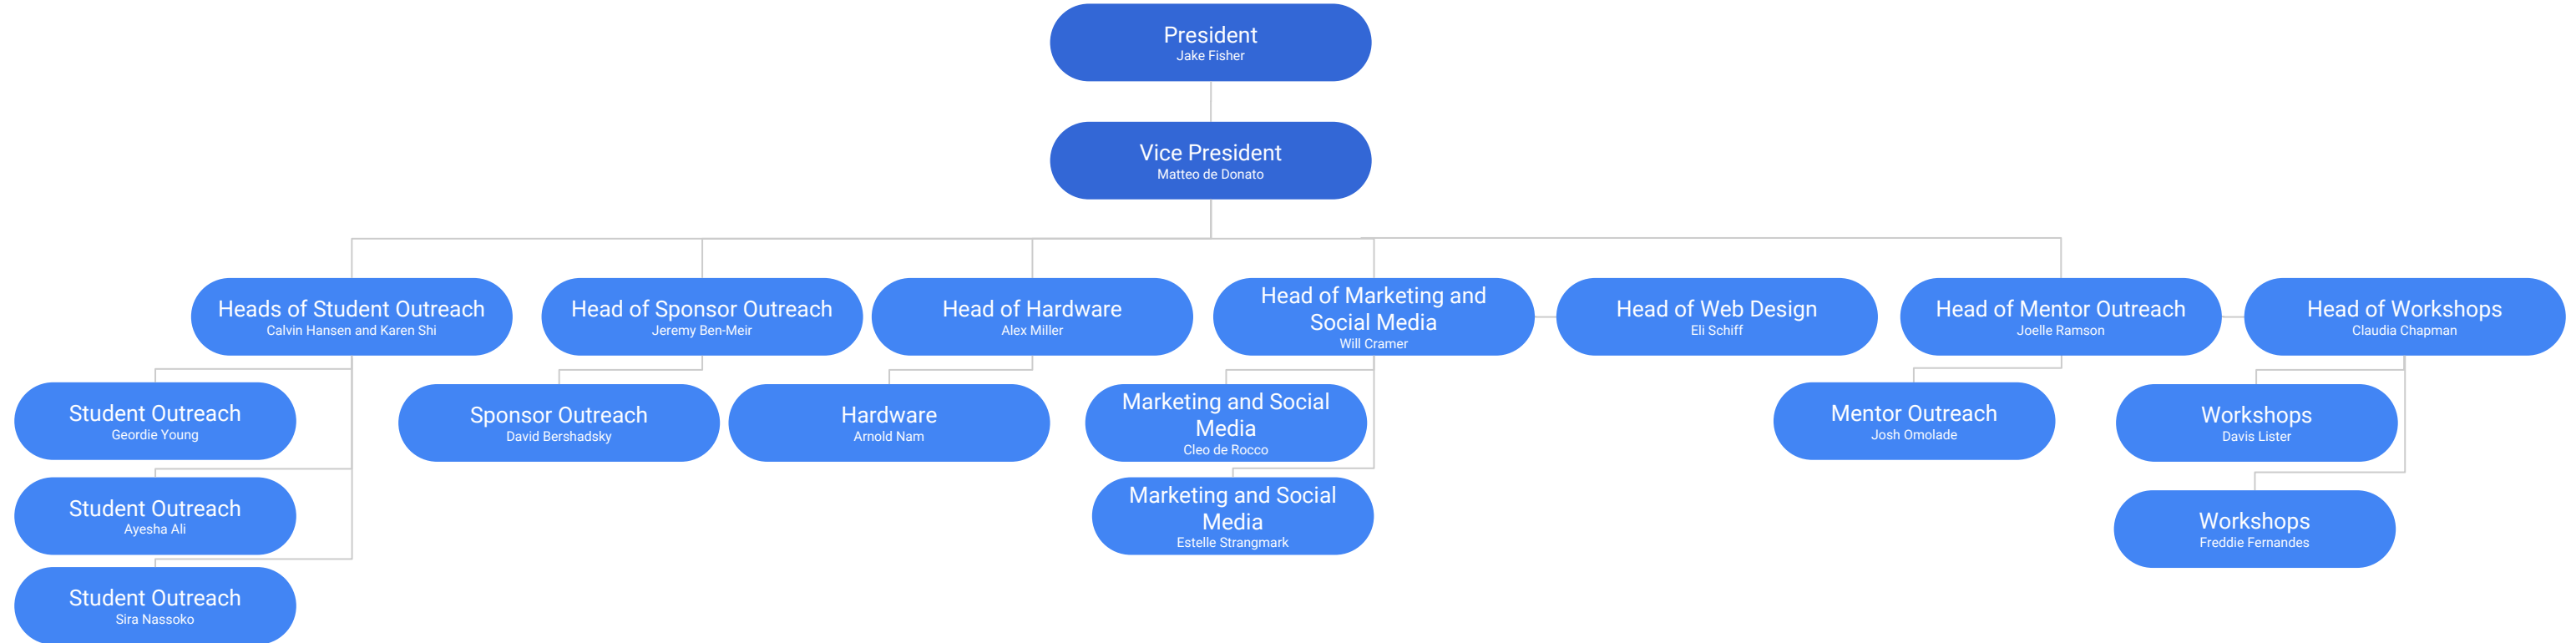 President
Jake Fisher
Vice President
Matteo de Donato
Heads of Student Outreach
Calvin Hansen and Karen Shi
Head of Sponsor Outreach
Jeremy Ben-Meir
Head of Hardware
Alex Miller
Head of Marketing and
Social Media
Will Cramer
Head of Web Design
Eli Schiff
Head of Mentor Outreach
Joelle Ramson
Head of Workshops
Claudia Chapman
Student Outreach
Geordie Young
Sponsor Outreach
David Bershadsky
Hardware
Arnold Nam
Marketing and Social
Media
Cleo de Rocco
Mentor Outreach
Josh Omolade
Workshops
Davis Lister
Student Outreach
Ayesha Ali
Marketing and Social
Media
Estelle Strangmark
Workshops
Freddie Fernandes
Student Outreach
Sira Nassoko